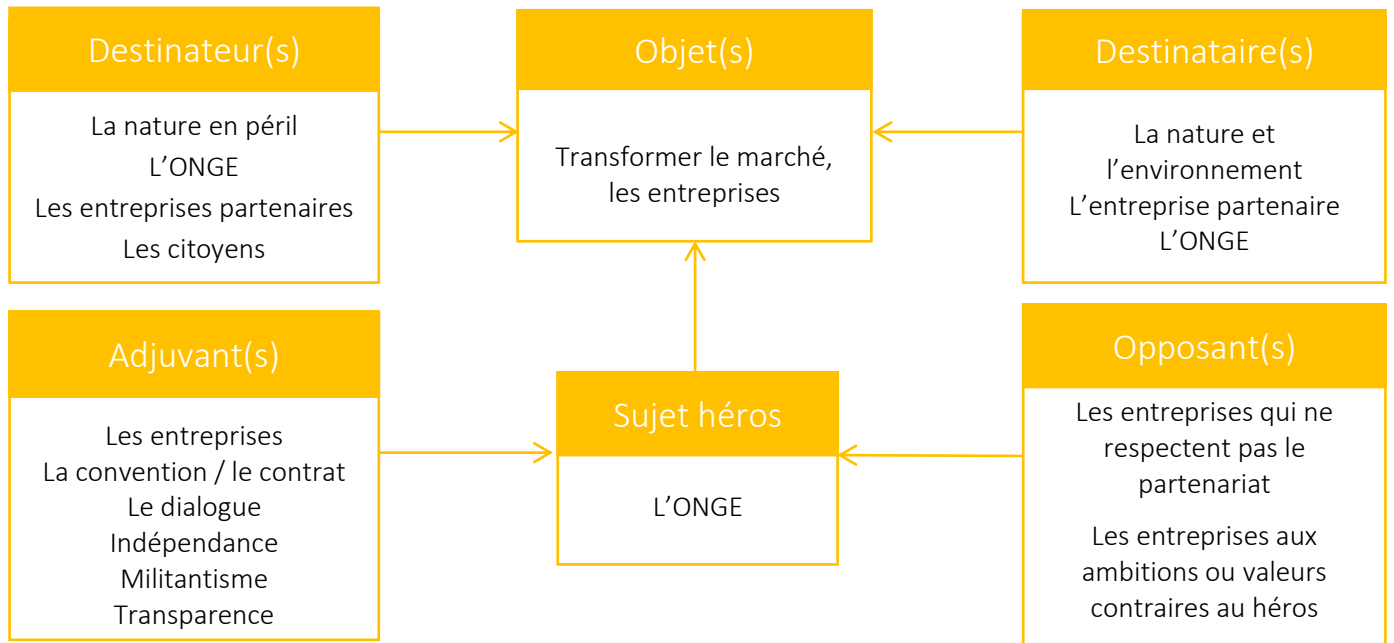 Destinateur(s)
La nature en péril
L’ONGE
Les entreprises partenaires
Les citoyens
Objet(s)
Transformer le marché,
les entreprises
Destinataire(s)
La nature et
l’environnement
L’entreprise partenaire
L’ONGE
Adjuvant(s)
Les entreprises
La convention / le contrat
Le dialogue
Indépendance
Militantisme
Transparence
Sujet héros
L’ONGE
Opposant(s)
Les entreprises qui ne
respectent pas le
partenariat
Les entreprises aux
ambitions ou valeurs
contraires au héros